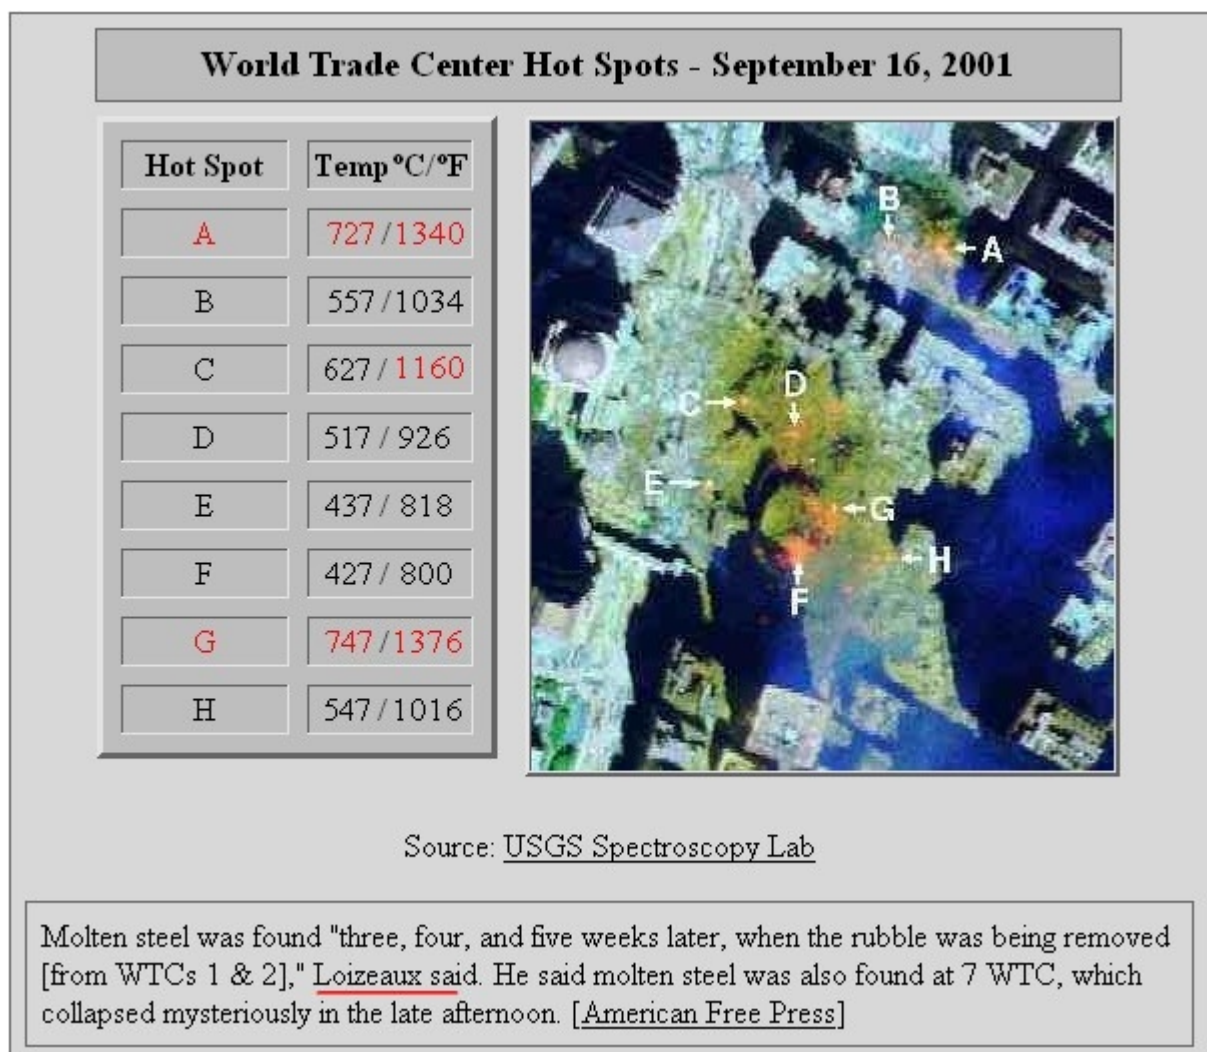 World Trade Center Hot Spots - September 16, 2001
Hot Spot Temp °C/°F
A 727 / 1340
B 557 / 1034
C 627 / 1160
D 517 / 926
E 437 / 818
F 427 / 800
G 747 / 1376
H 547 / 1016
B
A
D
C
E
G
H
F
Source: USGS Spectroscopy Lab
Molten steel was found "three, four, and five weeks later, when the rubble was being removed
[from WTCs 1 & 2]," Loizeaux said. He said molten steel was also found at 7 WTC, which
collapsed mysteriously in the late afternoon. [American Free Press]